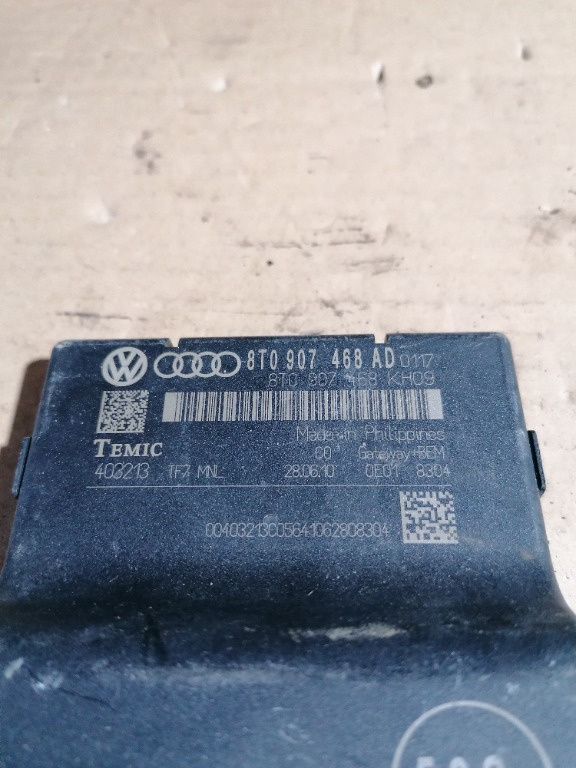 8T0 907 468 AD 0117
8T0 907 468 KH09
Made in Philippines
TEMIC C0 Gateway+BEM
403213 TF7 MNL 28.06.10 0E01 8304
00403213C05641062808304